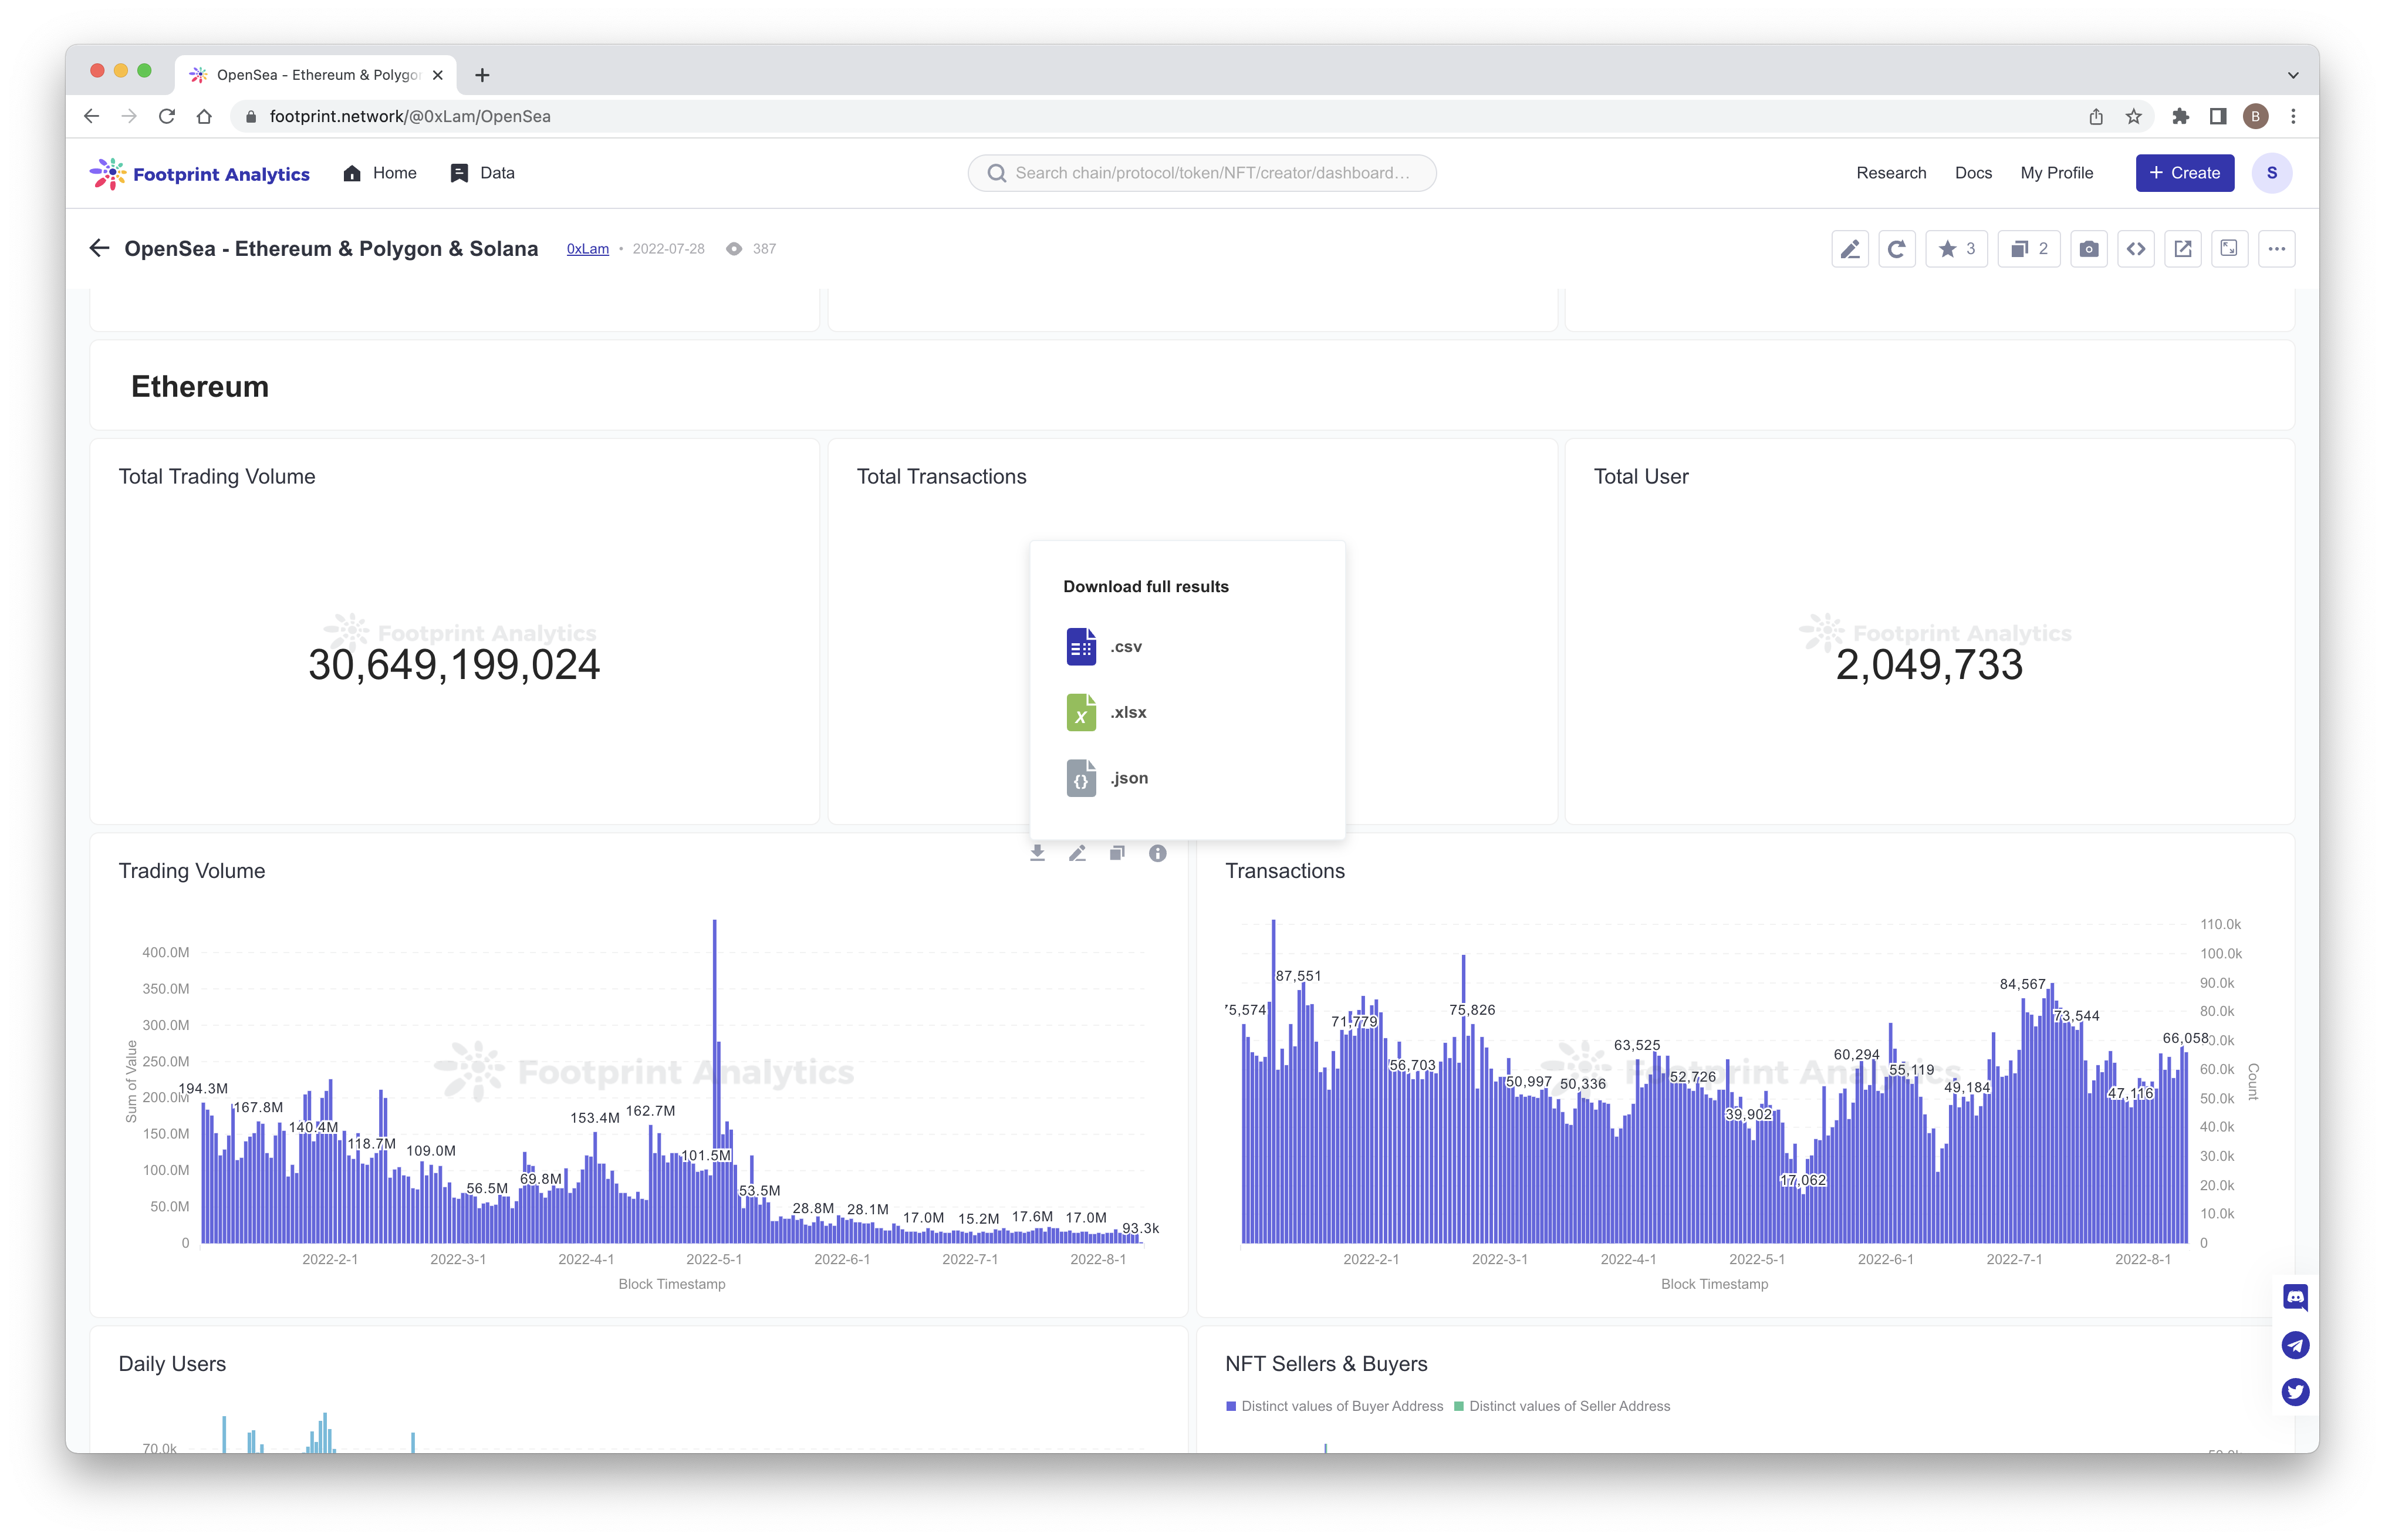 OpenSea - Ethereum & Polygon
footprint.network/@0xLam/OpenSea
B
Footprint Analytics
Home
Data
Search chain/protocol/token/NFT/creator/dashboard...
Research
Docs
My Profile
+ Create
S
OpenSea - Ethereum & Polygon & Solana
0xLam • 2022-07-28
387
3
2
Ethereum
Total Trading Volume
Footprint Analytics
30,649,199,024
Total Transactions
Total User
Footprint Analytics
2,049,733
Download full results
.csv
.xlsx
.json
Trading Volume
Footprint Analytics
Sum of Value
400.0M
350.0M
300.0M
250.0M
200.0M
150.0M
100.0M
50.0M
0
194.3M
167.8M
140.4M
118.7M
109.0M
56.5M
69.8M
153.4M
162.7M
101.5M
53.5M
28.8M
28.1M
17.0M
15.2M
17.6M
17.0M
93.3k
2022-2-1
2022-3-1
2022-4-1
2022-5-1
2022-6-1
2022-7-1
2022-8-1
Block Timestamp
Transactions
Footprint Analytics
75,574
87,551
71,779
56,703
75,826
50,997
50,336
63,525
52,726
39,902
17,062
60,294
55,119
49,184
84,567
73,544
47,116
66,058
110.0k
100.0k
90.0k
80.0k
70.0k
60.0k
50.0k
40.0k
30.0k
20.0k
10.0k
0
Count
2022-2-1
2022-3-1
2022-4-1
2022-5-1
2022-6-1
2022-7-1
2022-8-1
Block Timestamp
Daily Users
70.0k
NFT Sellers & Buyers
Distinct values of Buyer Address
Distinct values of Seller Address